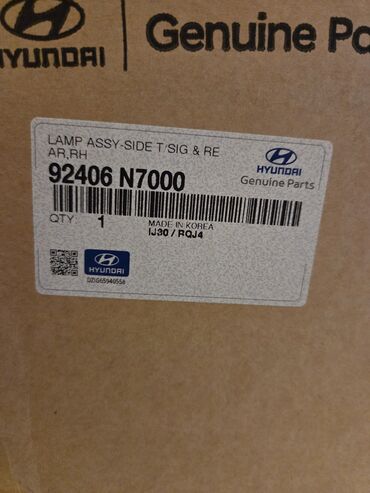 HYUNDAI
Genuine Pa
LAMP ASSY-SIDE T/SIG & RE
AR,RH
92406 N7000
HYUNDAI
Genuine Parts
QTY 1
MADE IN KOREA
IJ30 / RQJ4
HYUNDAI